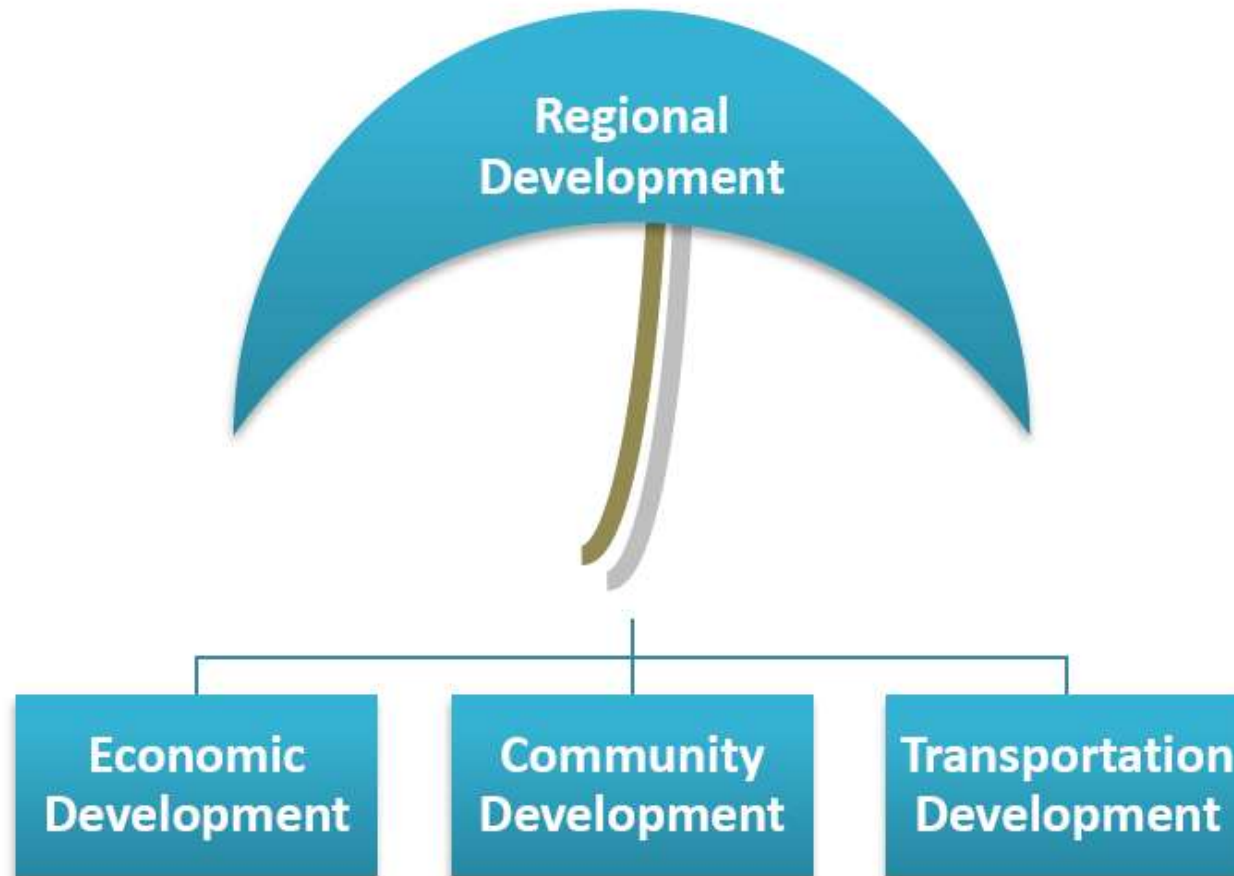 Regional
Development
Economic
Development
Community
Development
Transportation
Development